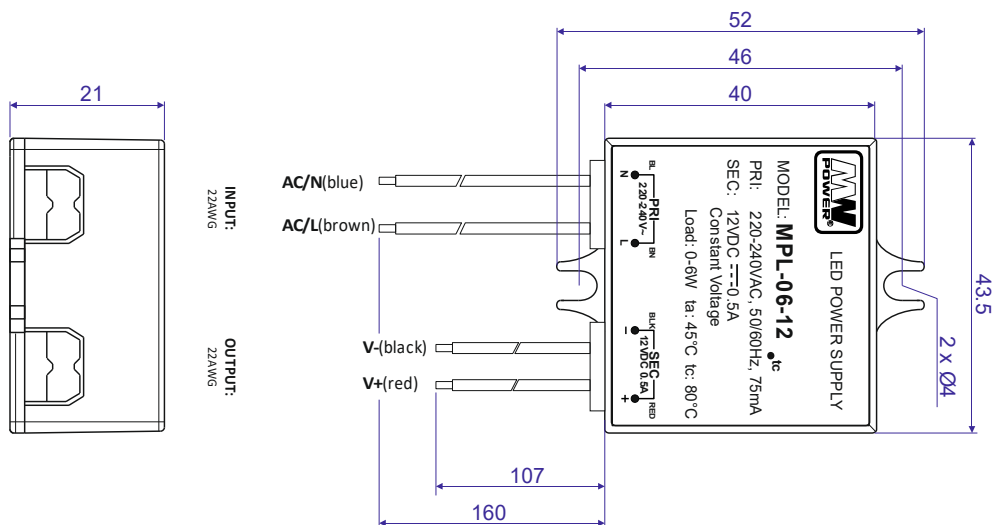 52
46
40
21
43.5
2 x Ø4
107
160
INPUT:
22AWG
OUTPUT:
22AWG
AC/N(blue)
AC/L(brown)
V-(black)
V+(red)
MW
POWER®
LED POWER SUPPLY
MODEL: MPL-06-12
tc
PRI: 220-240VAC, 50/60Hz, 75mA
SEC: 12VDC 0.5A
Constant Voltage
Load: 0-6W ta: 45°C tc: 80°C
BL
BN
N
PRI
L
220-240V~
BLK
RED
- SEC +
12VDC 0.5A